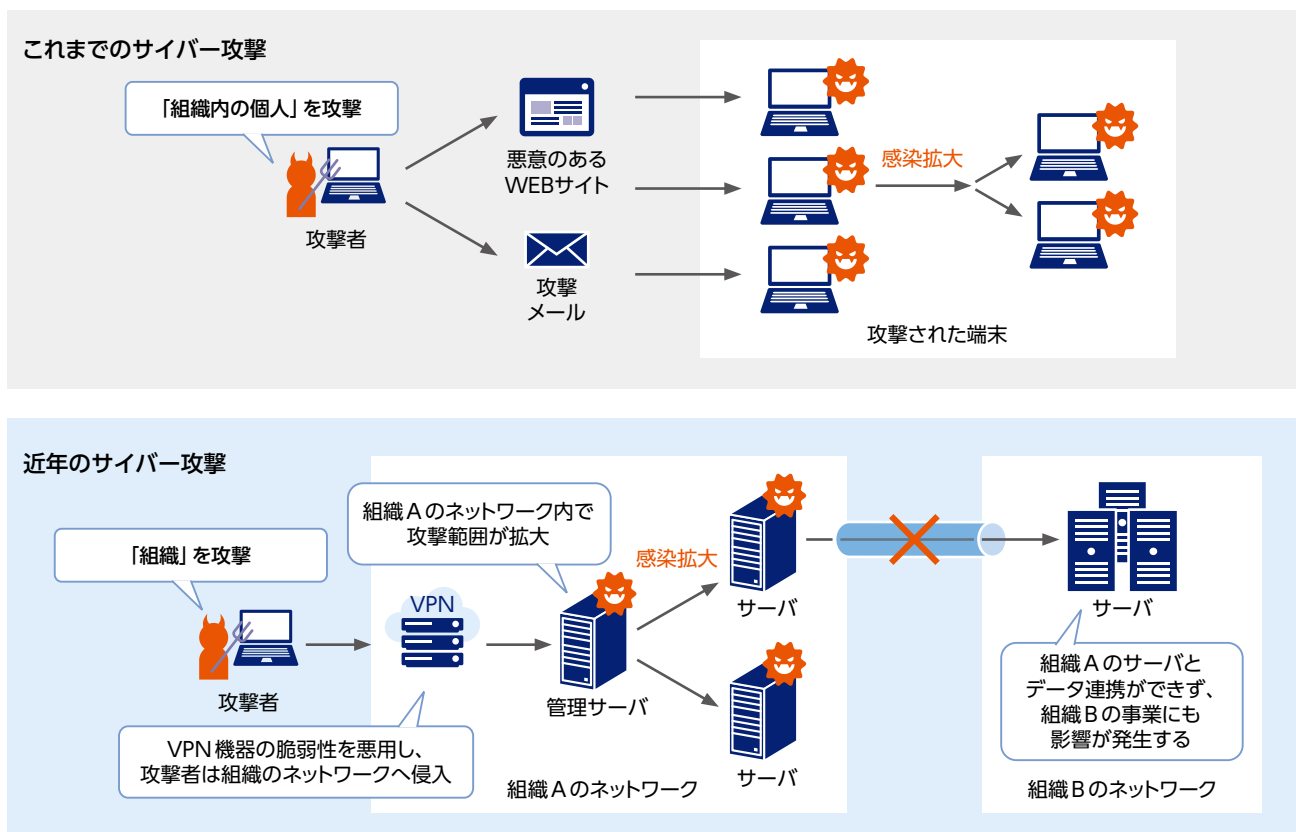 これまでのサイバー攻撃
「組織内の個人」を攻撃
攻撃者
悪意のある
WEBサイト
攻撃
メール
感染拡大
攻撃された端末
近年のサイバー攻撃
「組織」を攻撃
攻撃者
VPN
VPN機器の脆弱性を悪用し、
攻撃者は組織のネットワークへ侵入
組織Aのネットワーク内で
攻撃範囲が拡大
管理サーバ
感染拡大
サーバ
サーバ
組織Aのネットワーク
サーバ
組織Aのサーバと
データ連携ができず、
組織Bの事業にも
影響が発生する
組織Bのネットワーク